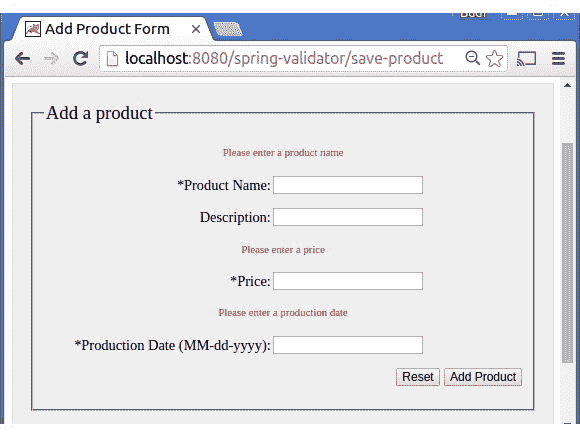 Add Product Form
localhost:8080/spring-validator/save-product
Add a product
Please enter a product name
*Product Name:
Description:
Please enter a price
*Price:
Please enter a production date
*Production Date (MM-dd-yyyy):
Reset Add Product